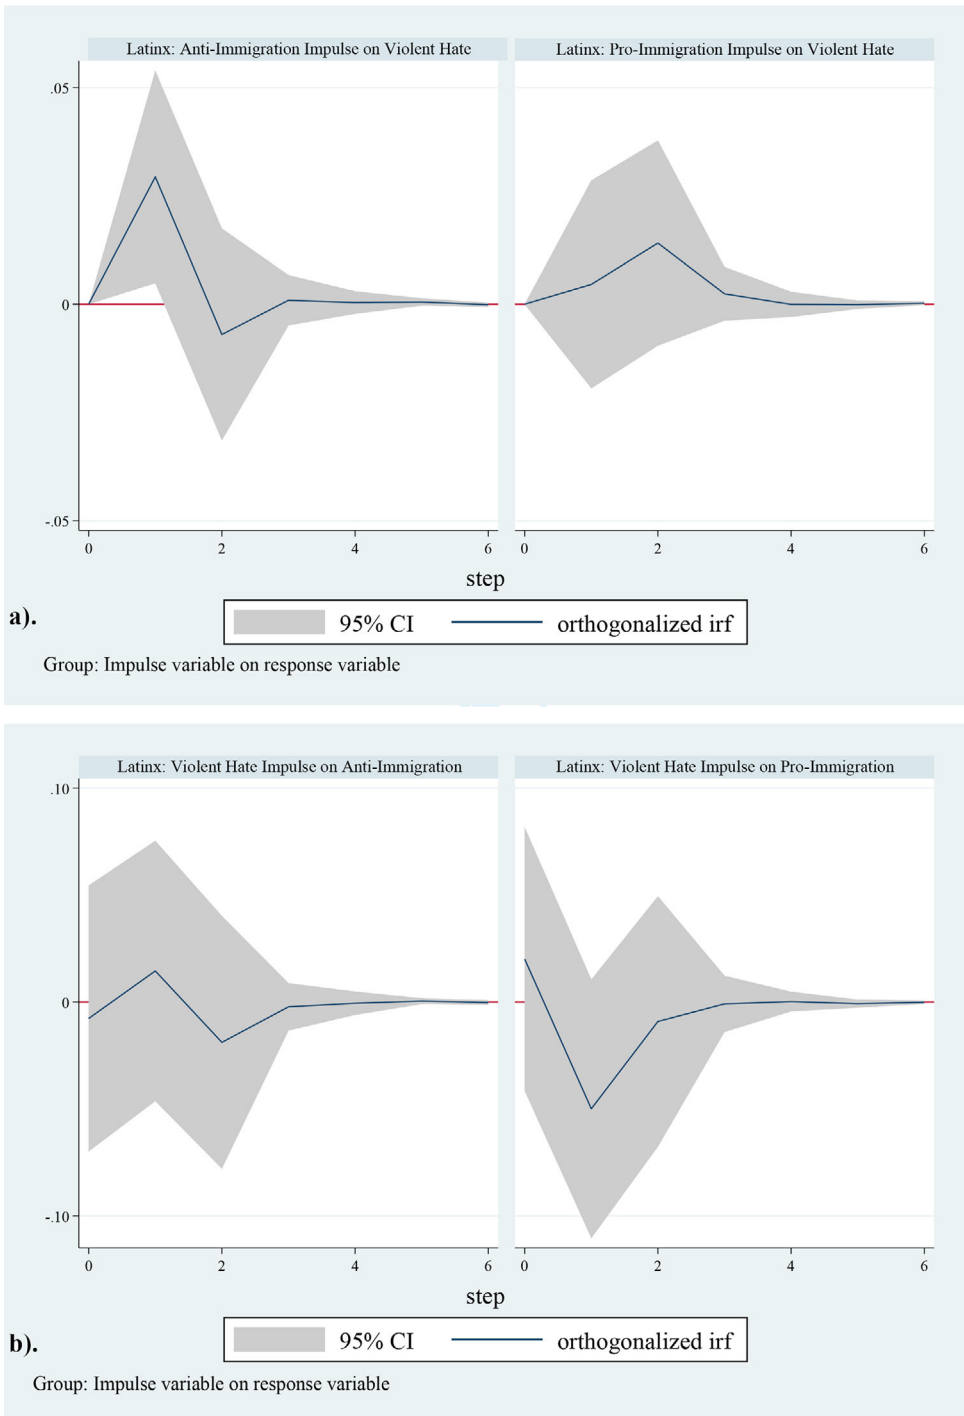 Latinx: Anti-Immigration Impulse on Violent Hate
Latinx: Pro-Immigration Impulse on Violent Hate
.05
0
-.05
0 2 4 6
0 2 4 6
step
a).
95% CI orthogonalized irf
Group: Impulse variable on response variable
Latinx: Violent Hate Impulse on Anti-Immigration
Latinx: Violent Hate Impulse on Pro-Immigration
.10
0
-.10
0 2 4 6
0 2 4 6
step
b).
95% CI orthogonalized irf
Group: Impulse variable on response variable